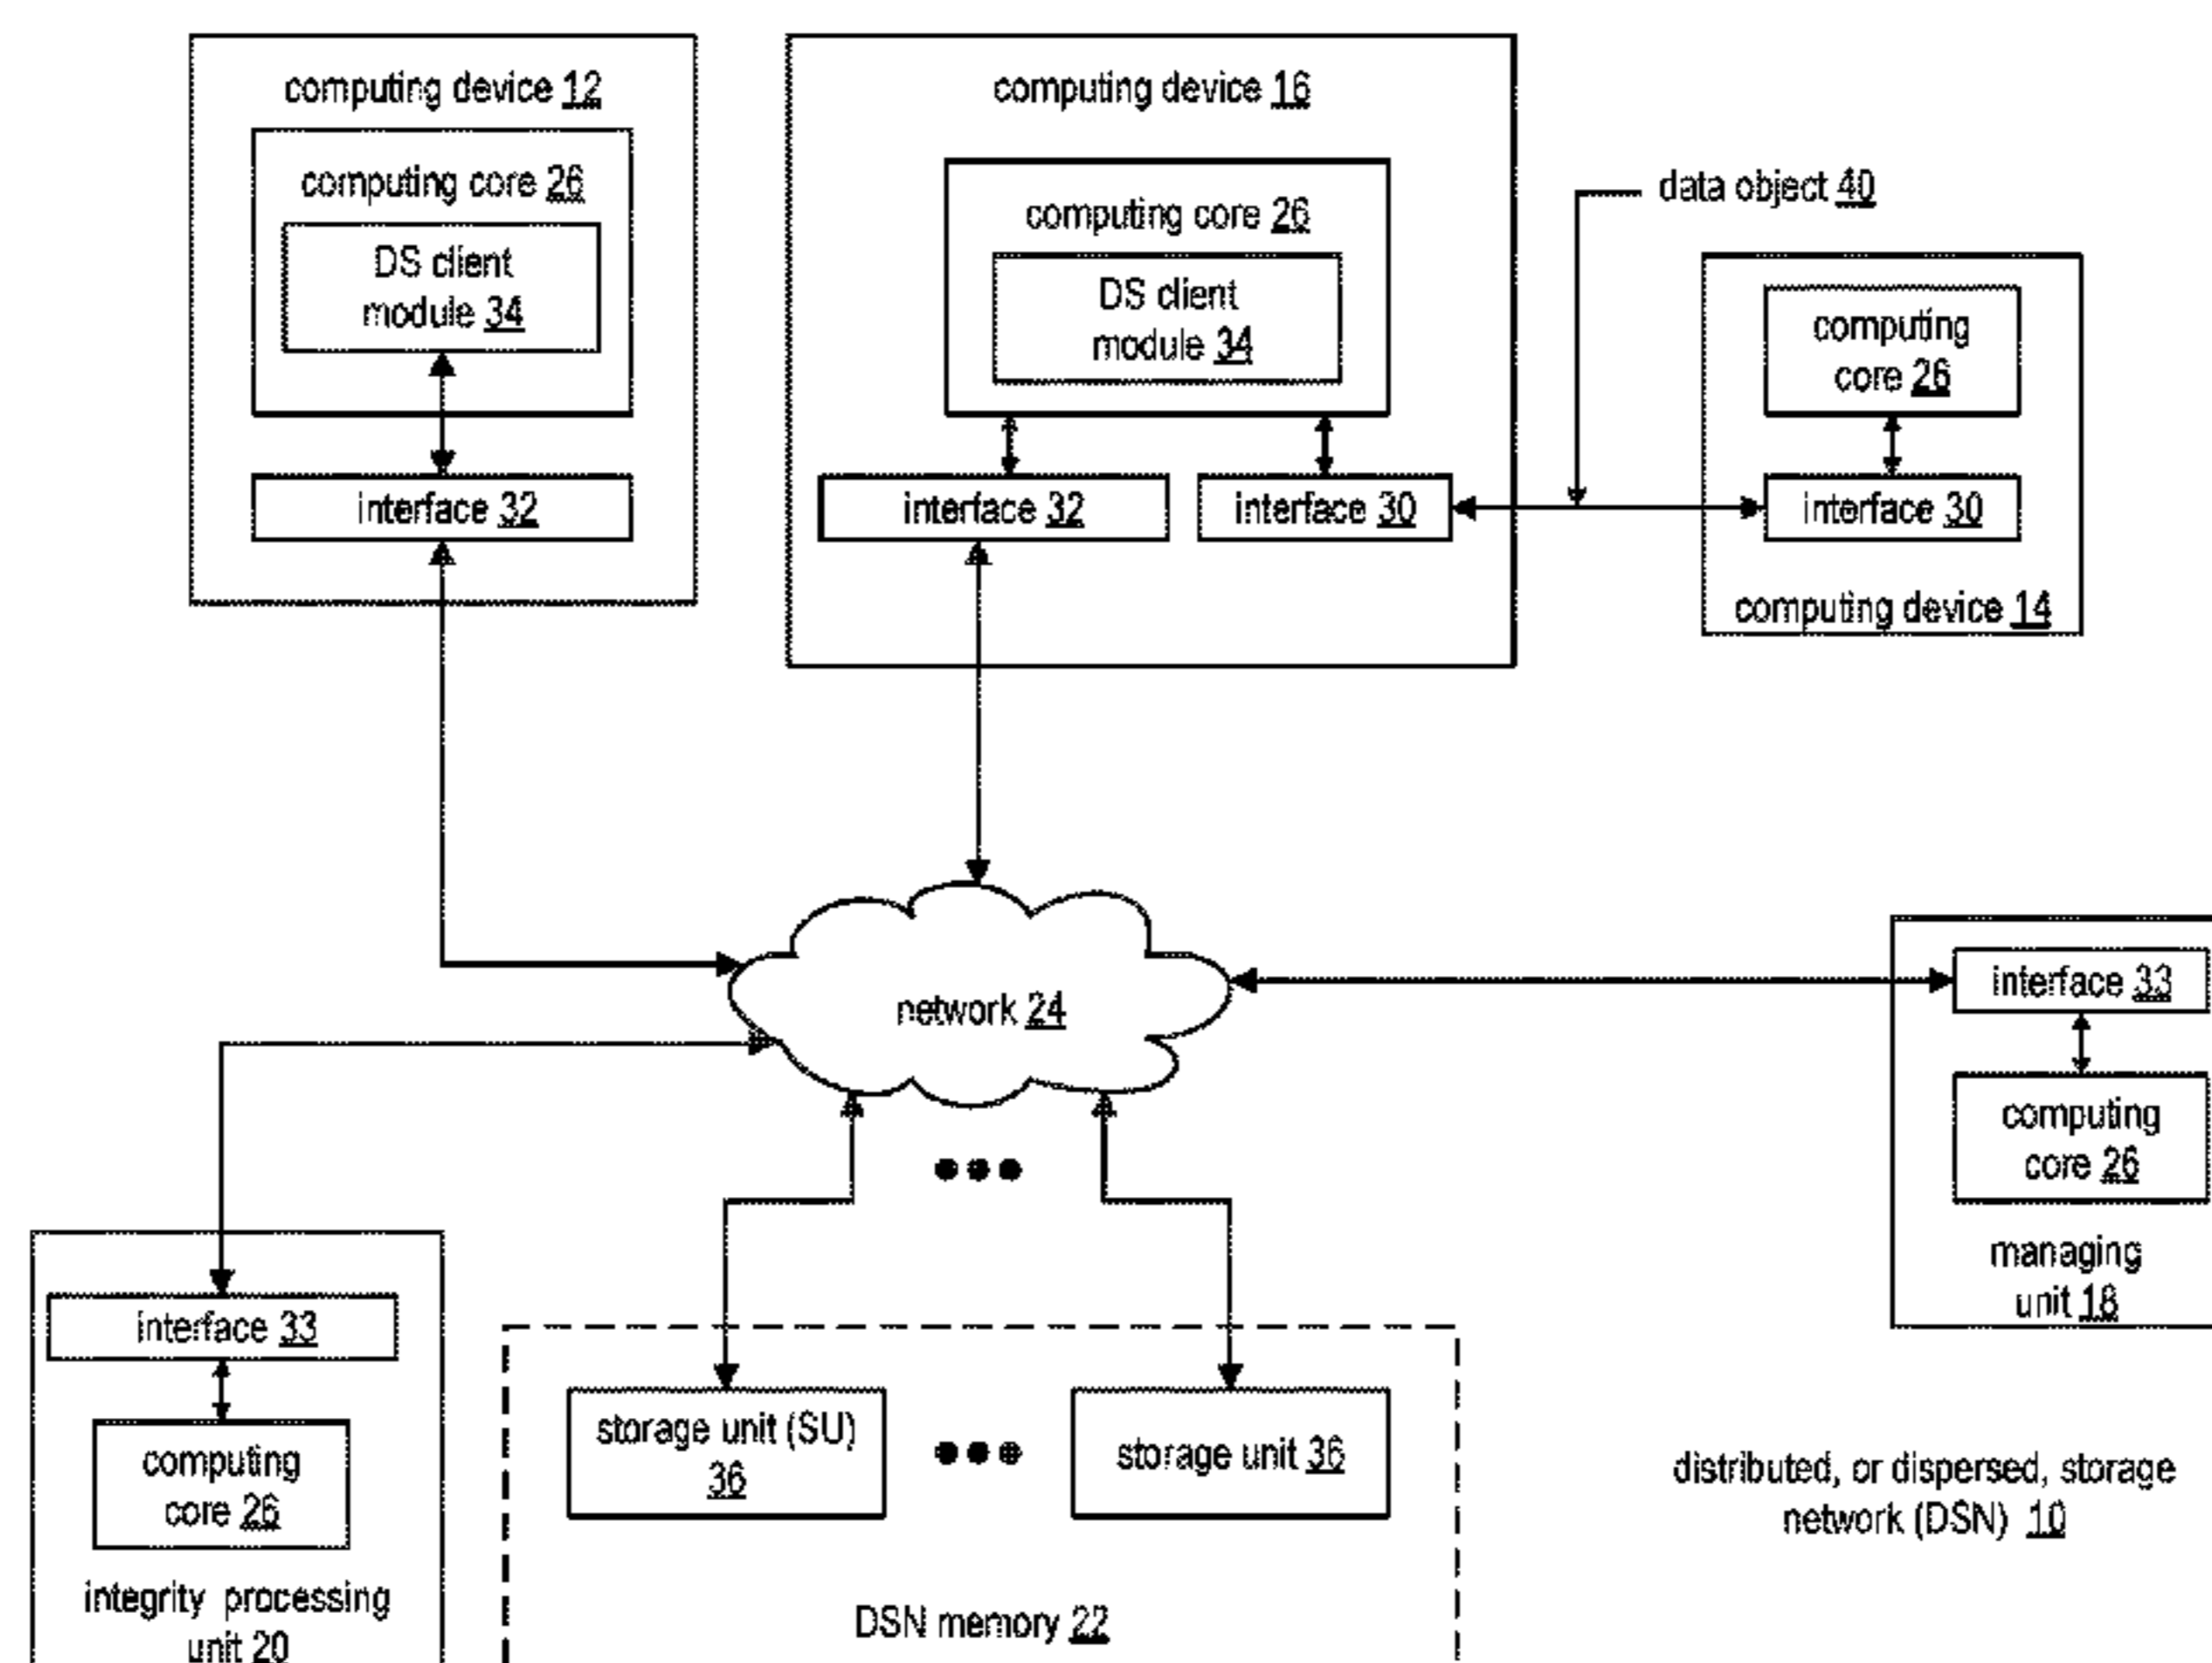 computing device 12
computing core 26
DS client
module 34
interface 32
computing device 16
computing core 26
DS client
module 34
interface 32
interface 30
data object 40
computing
core 26
interface 30
computing device 14
network 24
interface 33
computing
core 26
managing
unit 18
interface 33
computing
core 26
integrity processing
unit 20
storage unit (SU)
36
storage unit 36
DSN memory 22
distributed, or dispersed, storage
network (DSN) 10